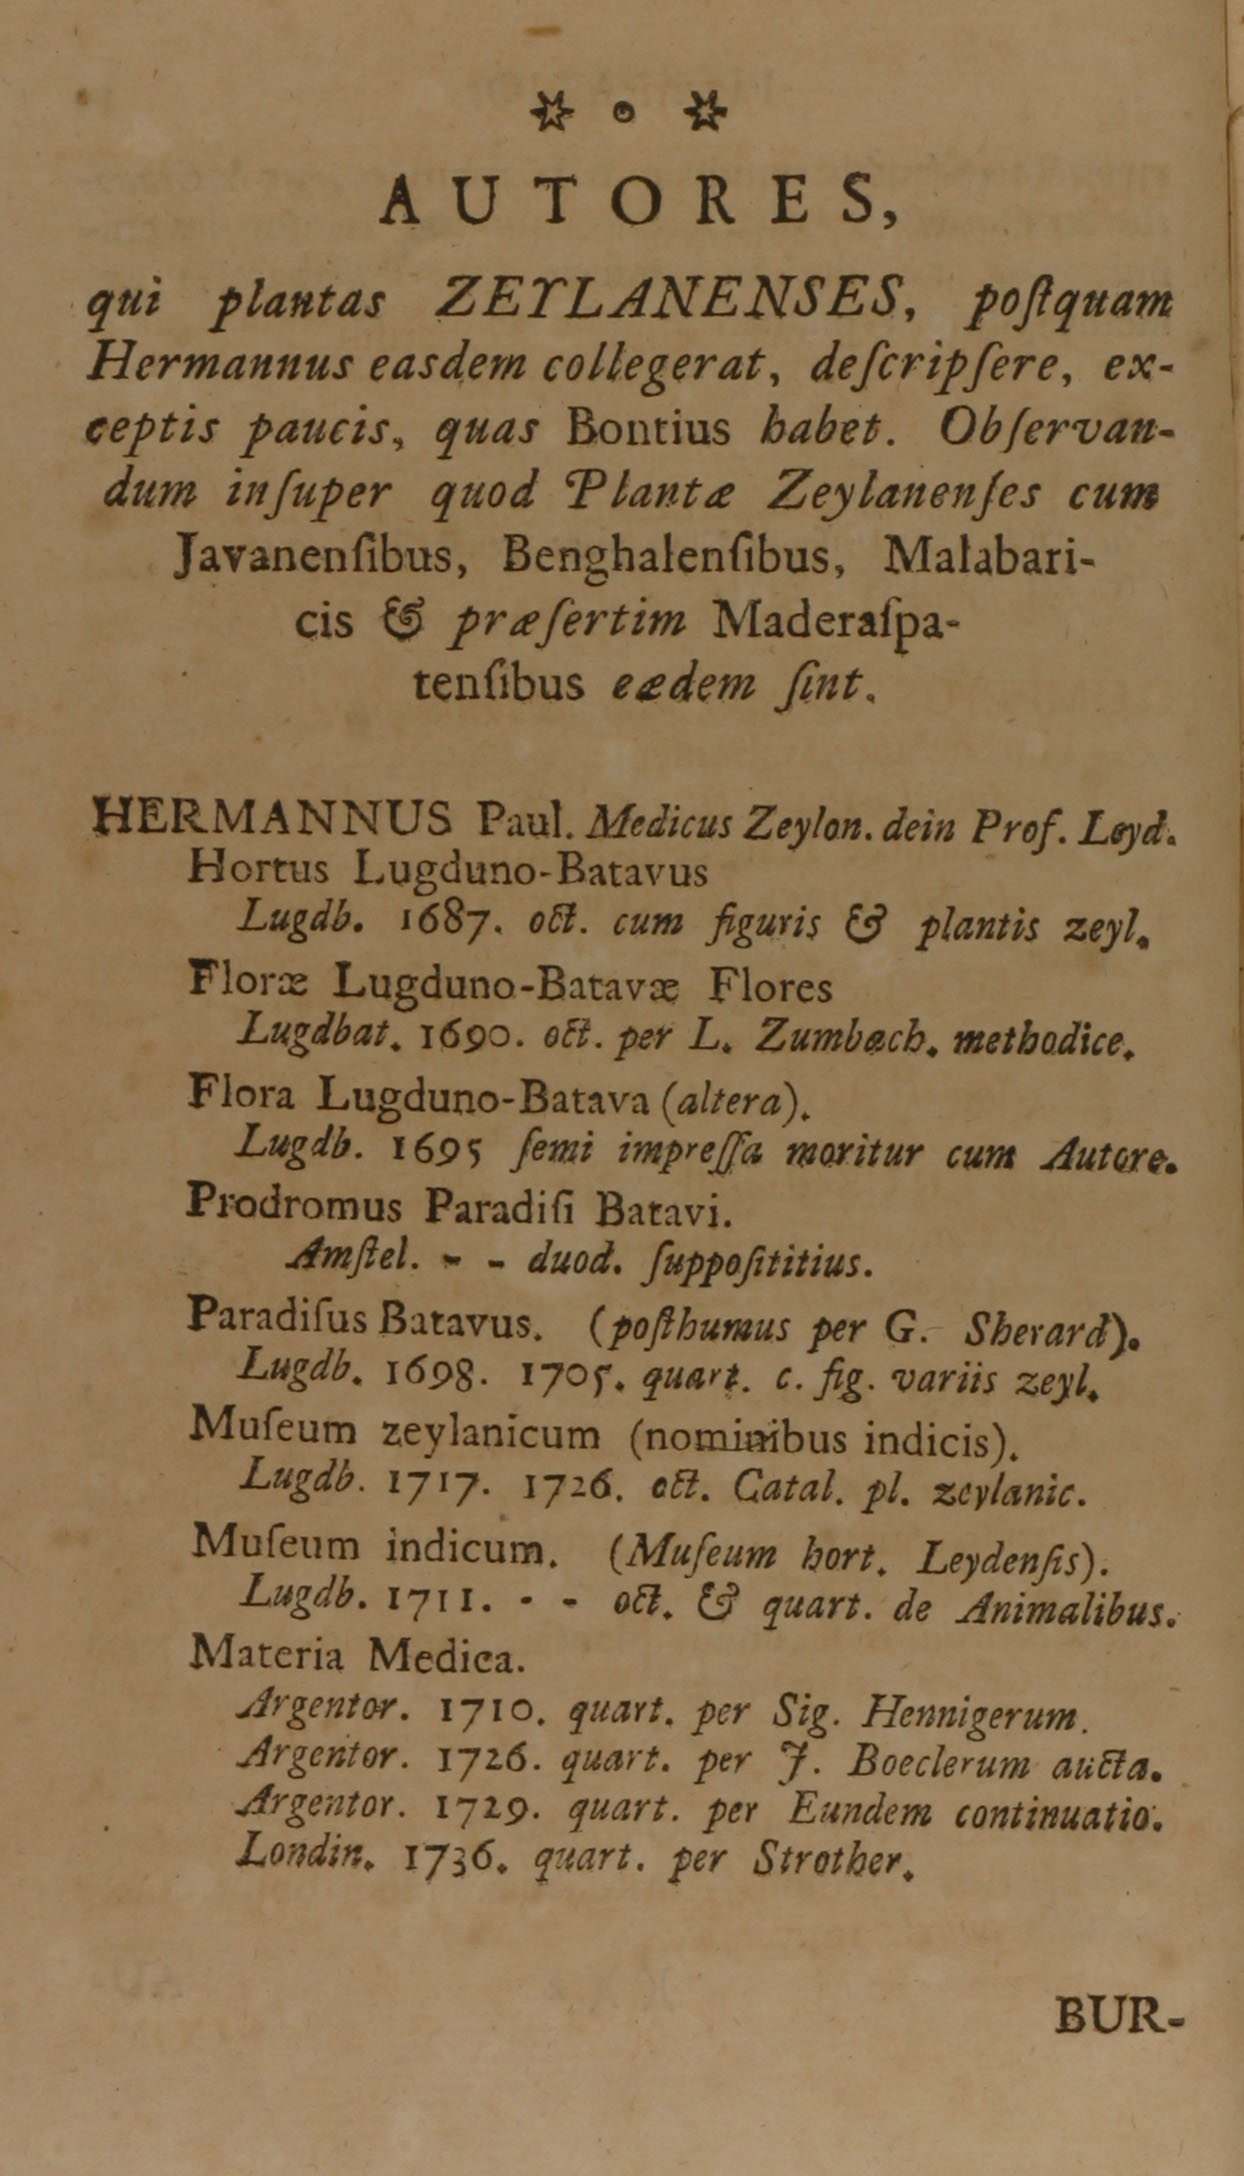 AUTORES,
qui plantas ZEYLANENSES, poſtquam
Hermannus easdem collegerat, deſcripſere, ex-
ceptis paucis, quas Bontius habet. Obſervan-
dum inſuper quod Plantæ Zeylanenſes cum
Javanenſibus, Benghalenſibus, Malabari-
cis & præſertim Maderaſpa-
tenſibus eædem ſint.
HERMANNUS Paul. Medicus Zeylon. dein Prof. Leyd.
Hortus Lugduno-Batavus
Lugdb. 1687. oct. cum figuris & plantis zeyl.
Floræ Lugduno-Batavæ Flores
Lugdbat. 1690. oct. per L. Zumbach. methodice.
Flora Lugduno-Batava (altera).
Lugdb. 1695 ſemi impreſſa moritur cum Autore.
Prodromus Paradiſi Batavi.
Amſtel. - - duod. ſuppoſititius.
Paradiſus Batavus. (poſthumus per G. Sherard).
Lugdb. 1698. 1705. quart. c. fig. variis zeyl.
Muſeum zeylanicum (nominibus indicis).
Lugdb. 1717. 1726. oct. Catal. pl. zeylanic.
Muſeum indicum. (Muſeum hort. Leydenſis).
Lugdb. 1711. - - oct. & quart. de Animalibus.
Materia Medica.
Argentor. 1710. quart. per Sig. Hennigerum.
Argentor. 1726. quart. per J. Boeclerum aucta.
Argentor. 1729. quart. per Eundem continuatio.
Londin. 1736. quart. per Strother.
BUR-